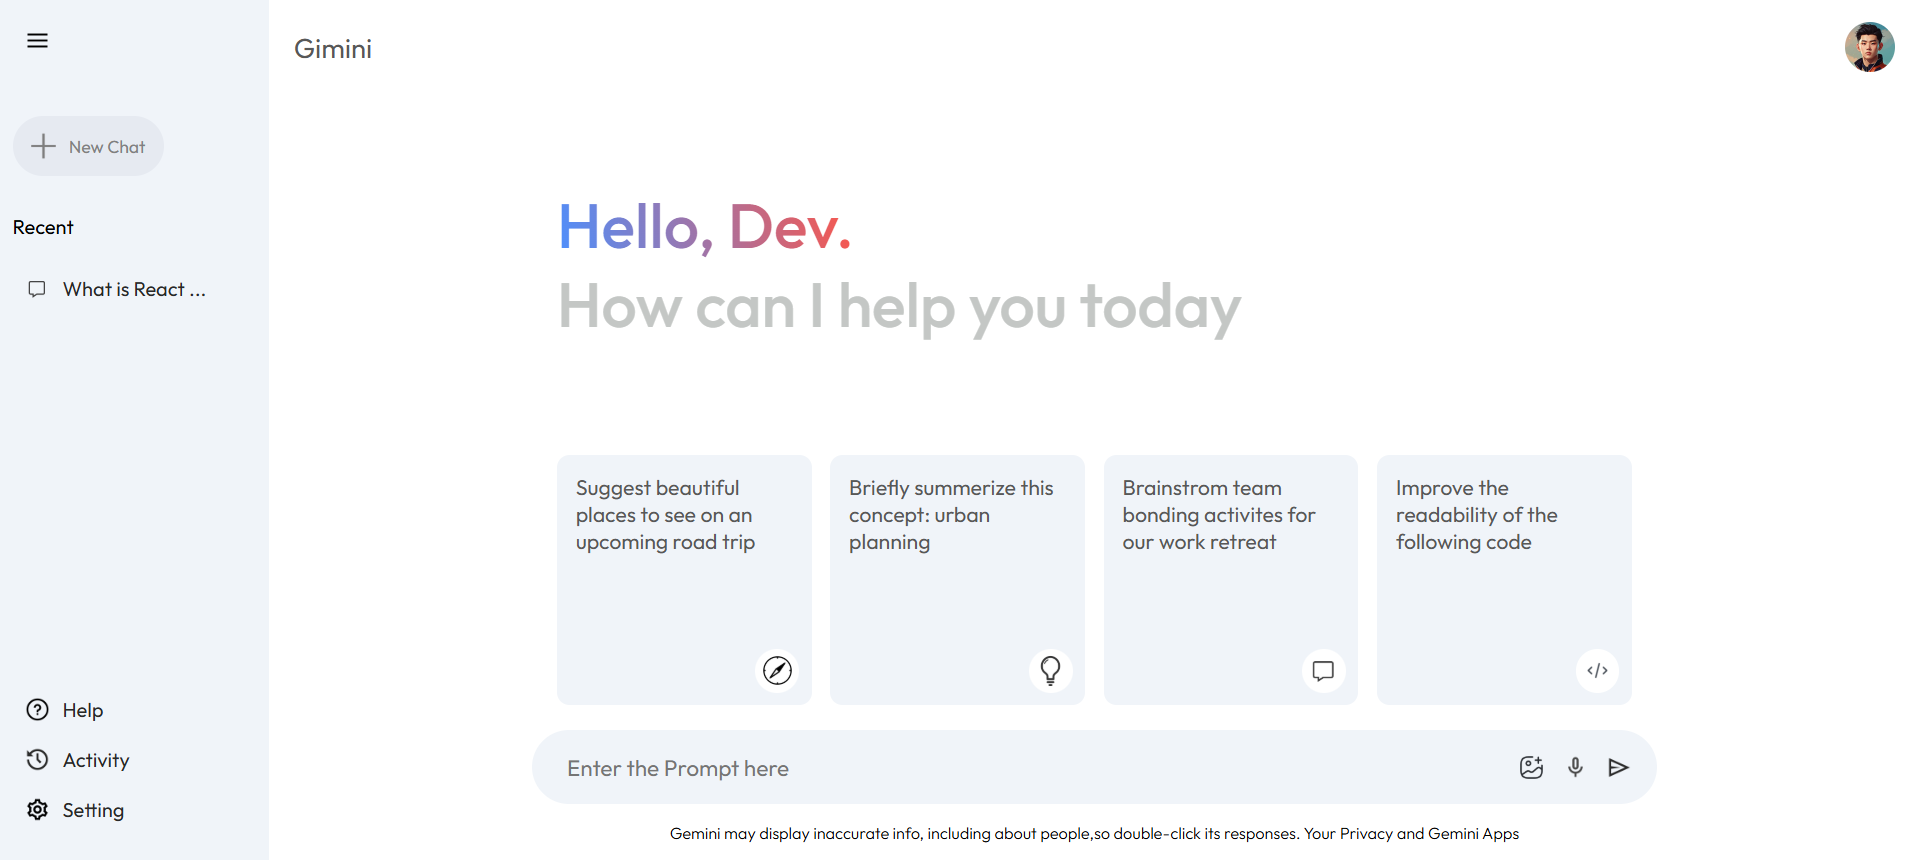 Gimini
New Chat
Recent
What is React ...
Help
Activity
Setting
Hello, Dev.
How can I help you today
Suggest beautiful
places to see on an
upcoming road trip
Briefly summerize this
concept: urban
planning
Brainstrom team
bonding activites for
our work retreat
Improve the
readability of the
following code
Enter the Prompt here
Gemini may display inaccurate info, including about people,so double-click its responses. Your Privacy and Gemini Apps